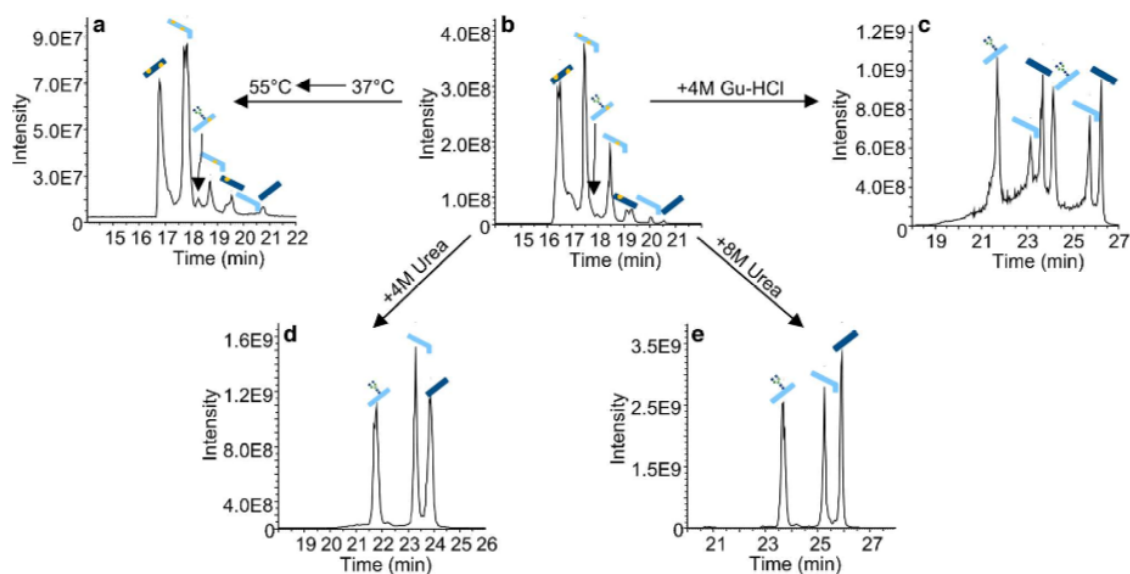 a
9.0E7
7.0E7
5.0E7
3.0E7
0
Intensity
15 16 17 18 19 20 21 22
Time (min)
55°C 37°C
b
4.0E8
3.0E8
2.0E8
1.0E8
0
Intensity
15 16 17 18 19 20 21
Time (min)
+4M Gu-HCl
c
1.2E9
1.0E9
8.0E8
6.0E8
4.0E8
0
Intensity
19 21 23 25 27
Time (min)
+4M Urea
+8M Urea
d
1.6E9
1.2E9
8.0E8
4.0E8
0
Intensity
19 20 21 22 23 24 25 26
Time (min)
e
3.5E9
2.5E9
1.5E9
0
Intensity
21 23 25 27
Time (min)